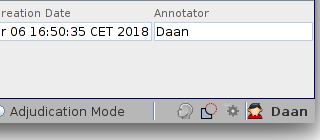 reation Date Annotator
r 06 16:50:35 CET 2018 Daan
Adjudication Mode Daan